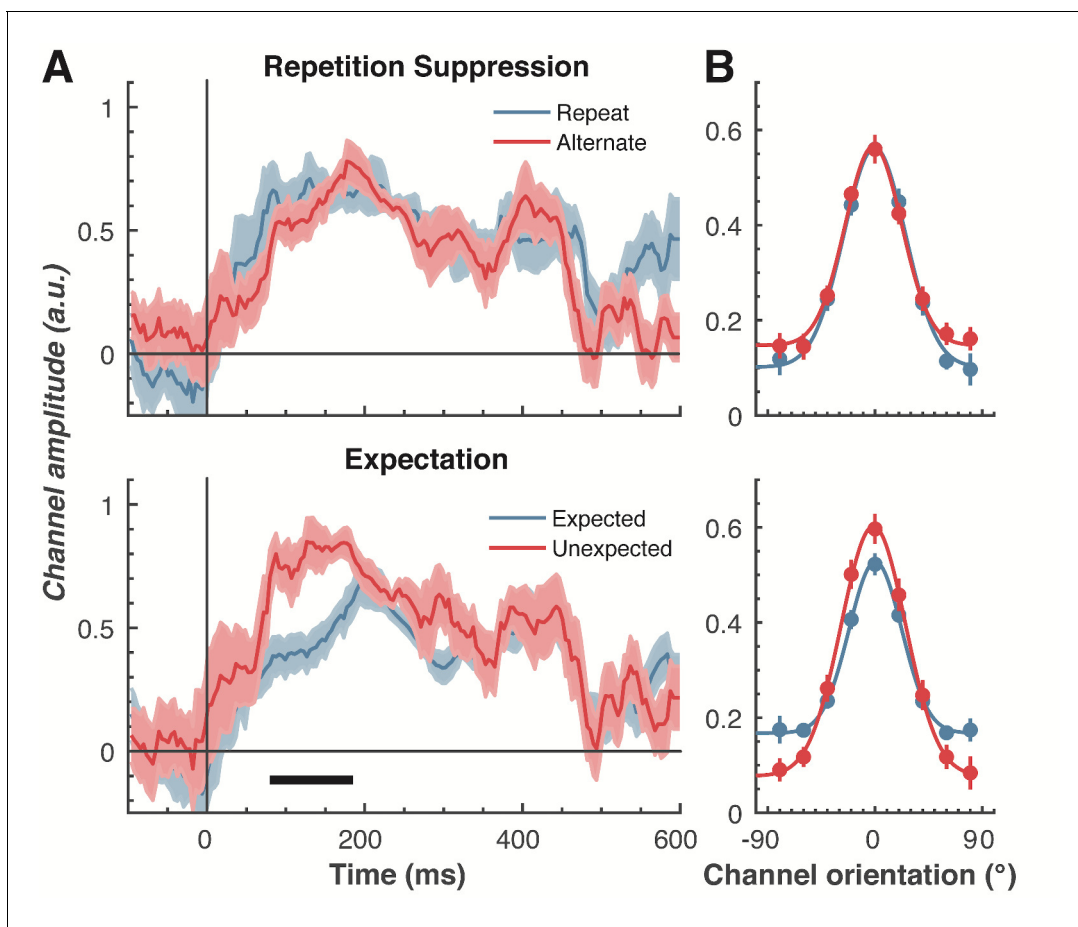 A
B
Repetition Suppression
Repeat
Alternate
1
0.5
0
0.6
0.4
0.2
0
Channel amplitude (a.u.)
Expectation
Expected
Unexpected
1
0.5
0
0.6
0.4
0.2
0
0
200
400
600
-90
0
90
Time (ms)
Channel orientation (°)